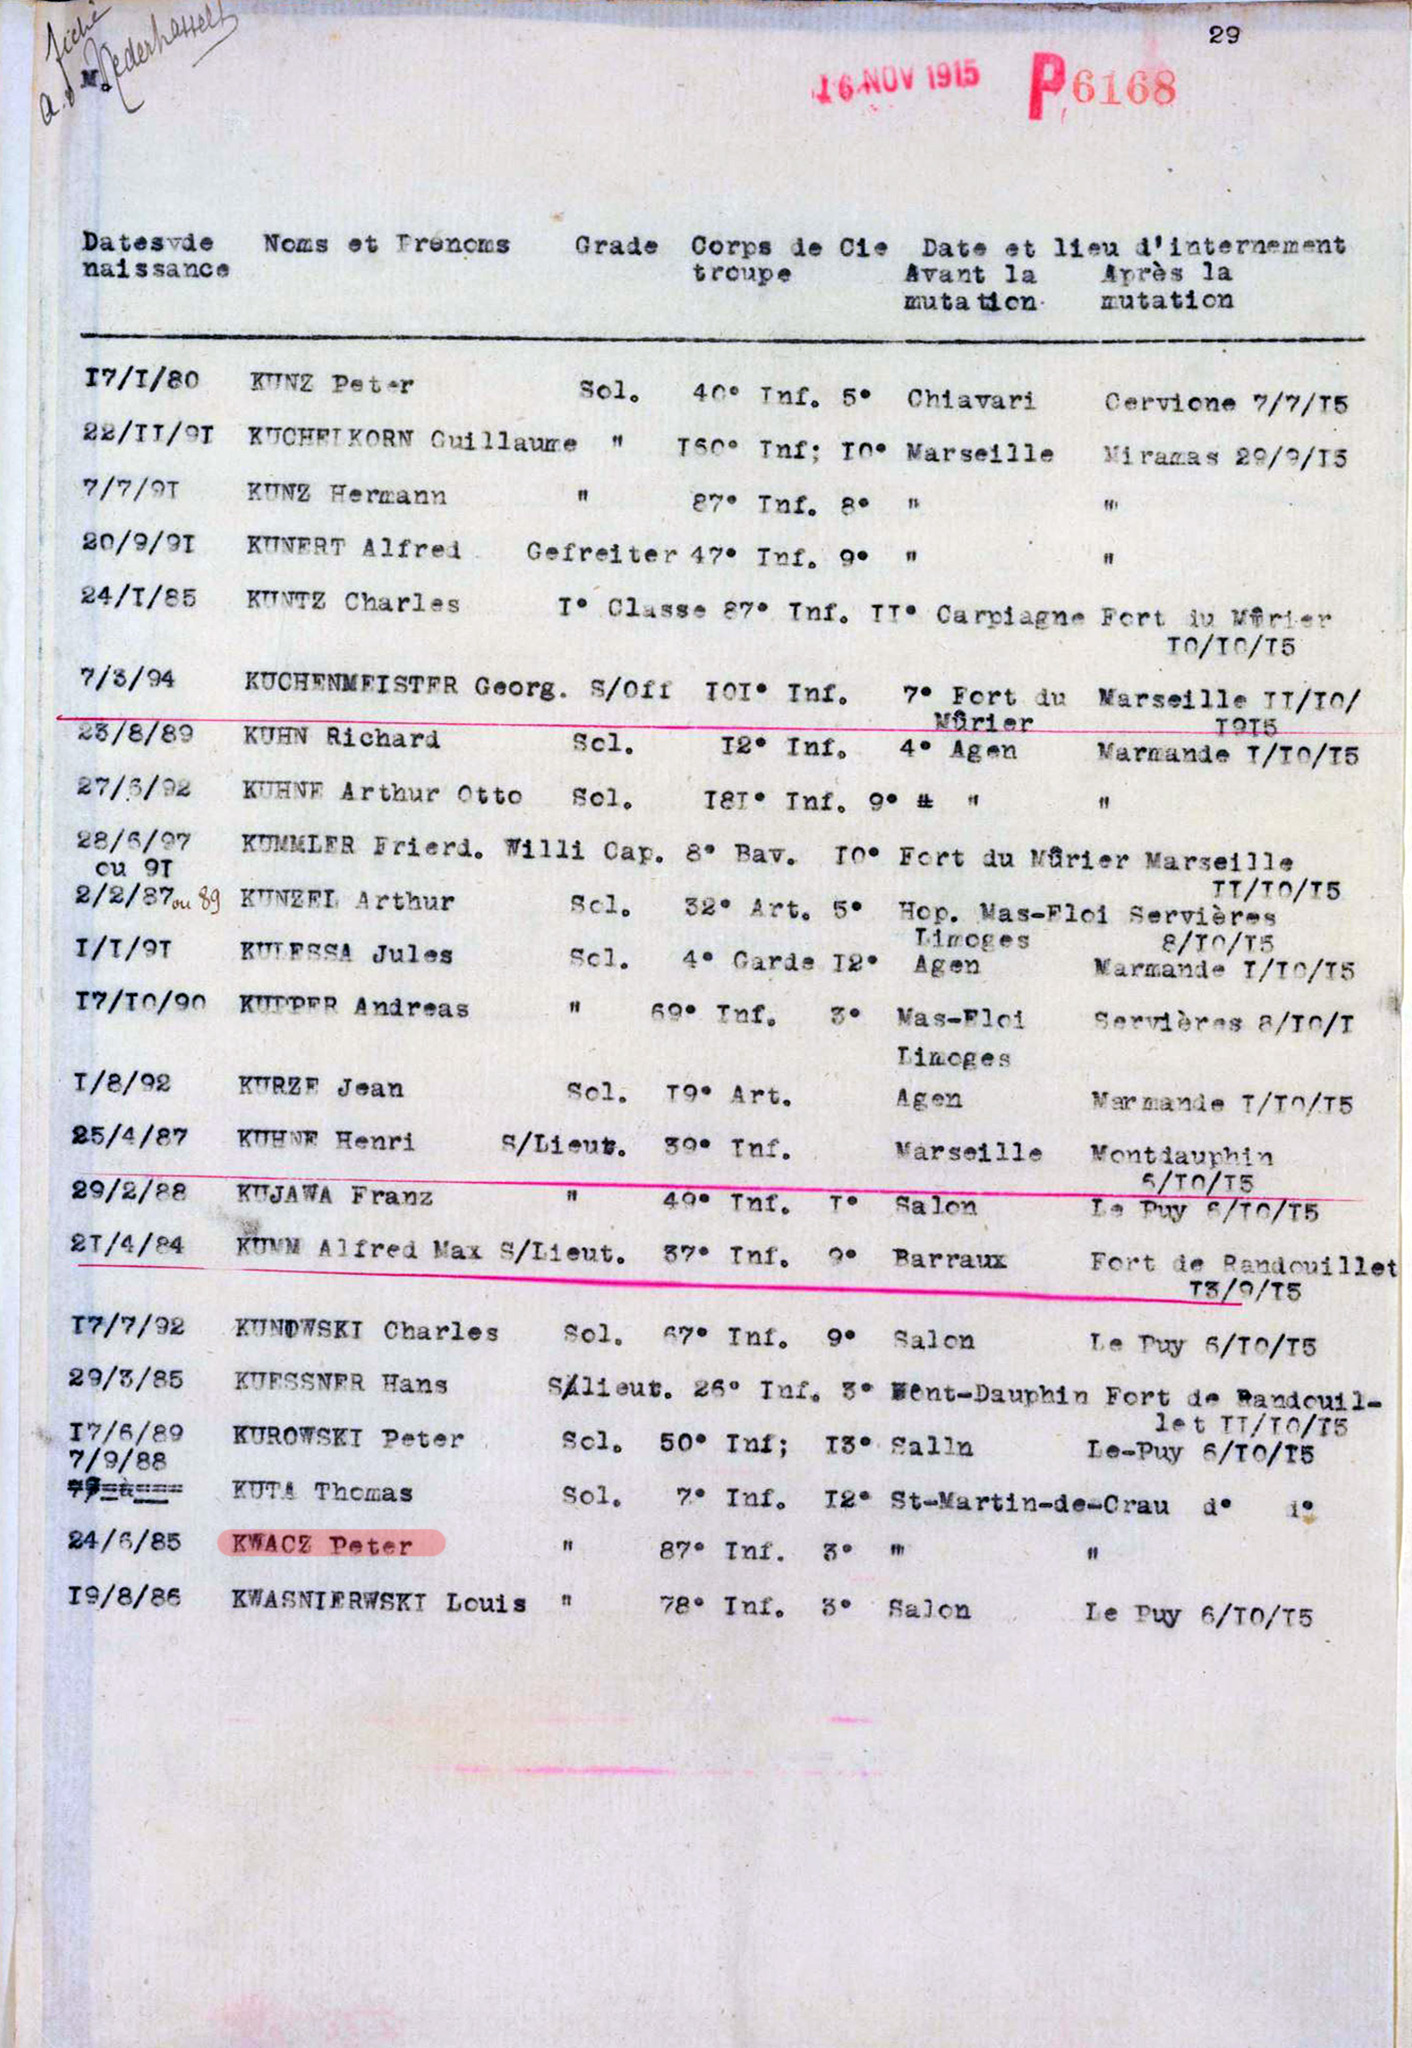 fiché
a. d. Nederhasselt
N.
29
16 NOV 1915 P 6168
Dates de Noms et Prénoms Grade Corps de Cie Date et lieu d'internement
naissance troupe Avant la Après la
mutation. mutation
I7/I/80 KUNZ Peter Sol. 40° Inf. 5° Chiavari Cervione 7/7/I5
22/II/9I KUCHELKORN Guillaume " I60° Inf; I0° Marseille Miramas 29/9/I5
7/7/9I KUNZ Hermann " 87° Inf. 8° " "
20/9/9I KUNERT Alfred Gefreiter 47° Inf. 9° " "
24/I/85 KUNTZ Charles I° Classe 87° Inf. II° Carpiagne Fort du Mûrier
I0/I0/I5
7/3/94 KUCHENMEISTER Georg. S/Off I0I° Inf. 7° Fort du Marseille II/I0/
Mûrier I9I5
23/8/89 KUHN Richard Sol. I2° Inf. 4° Agen Marmande I/I0/I5
27/6/92 KUHNE Arthur Otto Sol. I8I° Inf. 9° " "
28/6/97 KUMMLER Frierd. Willi Cap. 8° Bav. I0° Fort du Mûrier Marseille
ou 9I II/I0/I5
2/2/87 ou 89 KUNZEL Arthur Sol. 32° Art. 5° Hop. Mas-Eloi Servières
Limoges 8/I0/I5
I/I/9I KULESSA Jules Sol. 4° Garde I2° Agen Marmande I/I0/I5
I7/I0/90 KUPPER Andreas " 69° Inf. 3° Mas-Eloi Servières 8/I0/I
Limoges
I/8/92 KURZE Jean Sol. I9° Art. Agen Marmande I/I0/I5
25/4/87 KUHNE Henri S/Lieut. 39° Inf. Marseille Montdauphin
6/I0/I5
29/2/88 KUJAWA Franz " 49° Inf. I° Salon Le Puy 6/I0/I5
2I/4/84 KUMM Alfred Max S/Lieut. 37° Inf. 9° Barraux Fort de Randouillet
I3/9/I5
I7/7/92 KUNOWSKI Charles Sol. 67° Inf. 9° Salon Le Puy 6/I0/I5
29/3/85 KUESSNER Hans S/lieut. 26° Inf. 3° Mont-Dauphin Fort de Randouil-
let II/I0/I5
I7/6/89 KUROWSKI Peter Sol. 50° Inf; I3° Salln Le-Puy 6/I0/I5
7/9/88
KUTA Thomas Sol. 7° Inf. I2° St-Martin-de-Crau d° d°
24/6/85 KWACZ Peter " 87° Inf. 3° " "
I9/8/86 KWASNIERWSKI Louis " 78° Inf. 3° Salon Le Puy 6/I0/I5